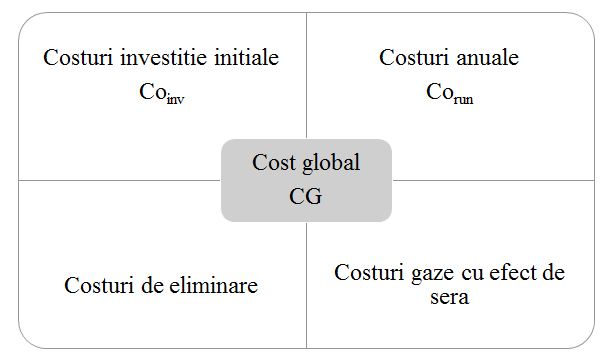 Costuri investitie initiale
Co_inv
Costuri anuale
Co_run
Cost global
CG
Costuri de eliminare
Costuri gaze cu efect de
sera